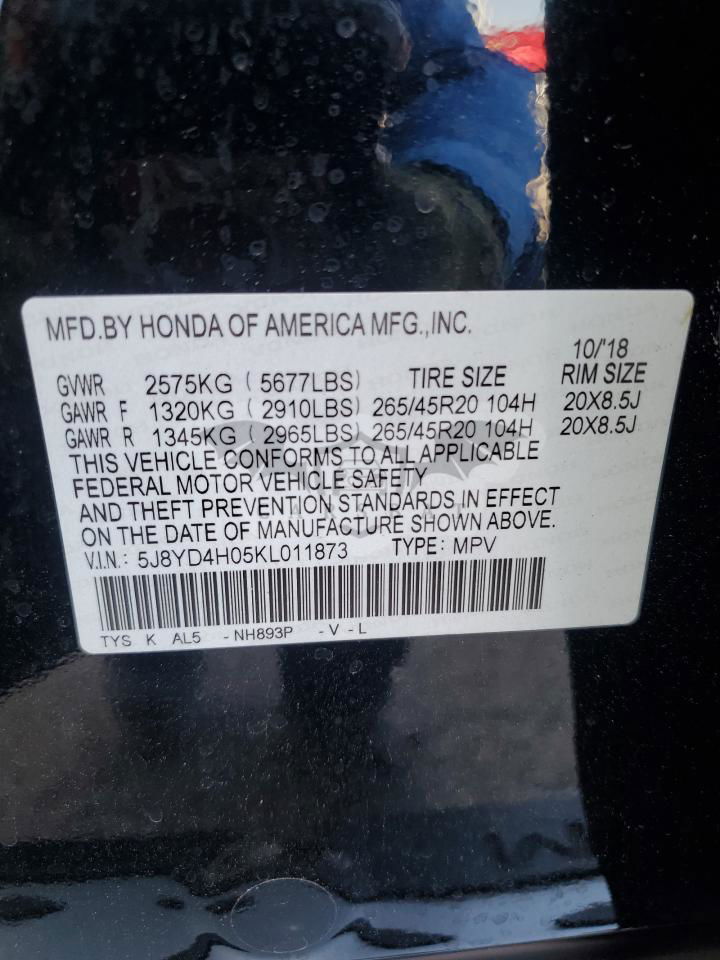 MFD.BY HONDA OF AMERICA MFG.,INC.
10/'18
GVWR 2575KG ( 5677LBS) TIRE SIZE RIM SIZE
GAWR F 1320KG ( 2910LBS) 265/45R20 104H 20X8.5J
GAWR R 1345KG ( 2965LBS) 265/45R20 104H 20X8.5J
THIS VEHICLE CONFORMS TO ALL APPLICABLE
FEDERAL MOTOR VEHICLE SAFETY
AND THEFT PREVENTION STANDARDS IN EFFECT
ON THE DATE OF MANUFACTURE SHOWN ABOVE.
V.I.N.: 5J8YD4H05KL011873 TYPE: MPV
TYS K AL5 -NH893P -V -L